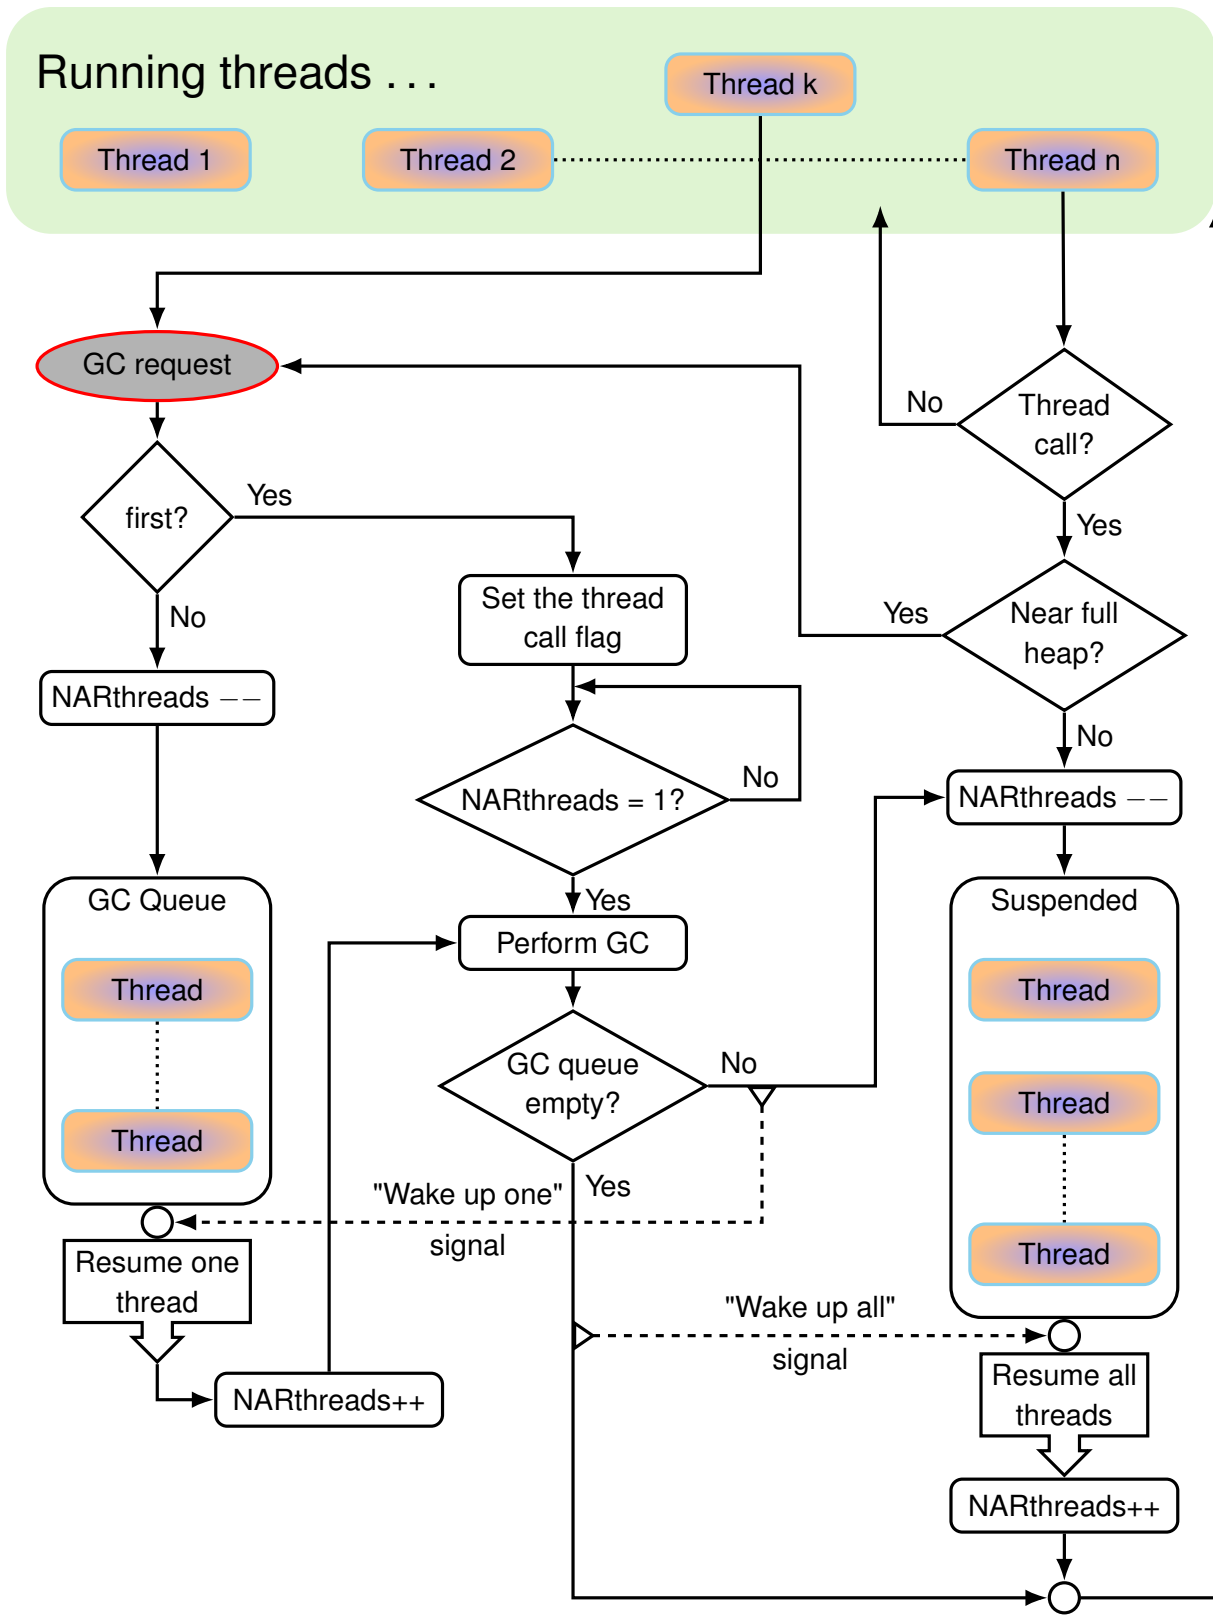 Running threads . . .
Thread k
Thread 1
Thread 2
Thread n
GC request
No
Thread
call?
Yes
first?
Yes
No
Set the thread
call flag
Yes
Near full
heap?
NARthreads −−
No
No
NARthreads = 1?
NARthreads −−
GC Queue
Yes
Suspended
Perform GC
Thread
Thread
GC queue
empty?
No
Thread
Thread
"Wake up one"
signal
Yes
Resume one
thread
Thread
"Wake up all"
signal
NARthreads++
Resume all
threads
NARthreads++